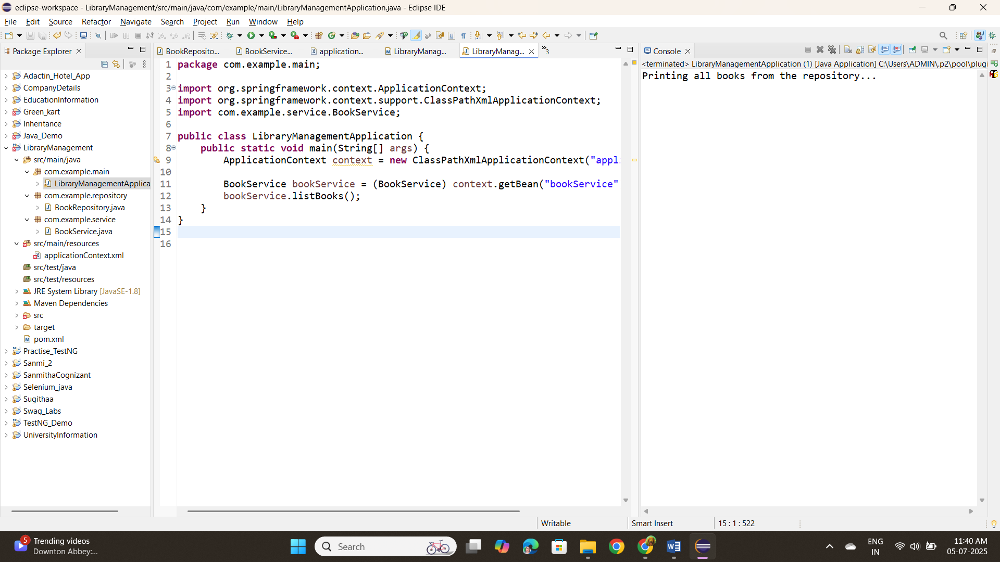 eclipse-workspace - LibraryManagement/src/main/java/com/example/main/LibraryManagementApplication.java - Eclipse IDE
File Edit Source Refactor Navigate Search Project Run Window Help
Package Explorer
Adactin_Hotel_App
CompanyDetails
EducationInformation
Green_kart
Inheritance
Java_Demo
LibraryManagement
src/main/java
com.example.main
LibraryManagementApplica
com.example.repository
BookRepository.java
com.example.service
BookService.java
src/main/resources
applicationContext.xml
src/test/java
src/test/resources
JRE System Library [JavaSE-1.8]
Maven Dependencies
src
target
pom.xml
Practise_TestNG
Sanmi_2
SanmithaCognizant
Selenium_java
Sugithaa
Swag_Labs
TestNG_Demo
UniversityInformation
BookReposito... BookService... application... LibraryManag... LibraryManag... »3
1 package com.example.main;
2
3 import org.springframework.context.ApplicationContext;
4 import org.springframework.context.support.ClassPathXmlApplicationContext;
5 import com.example.service.BookService;
6
7 public class LibraryManagementApplication {
8 public static void main(String[] args) {
9 ApplicationContext context = new ClassPathXmlApplicationContext("appl
10
11 BookService bookService = (BookService) context.getBean("bookService"
12 bookService.listBooks();
13 }
14 }
15
16
Console
<terminated> LibraryManagementApplication (1) [Java Application] C:\Users\ADMIN\.p2\pool\plugi
Printing all books from the repository...
Writable Smart Insert 15 : 1 : 522
5
Trending videos
Downton Abbey:...
Search
ENG
IN
11:40 AM
05-07-2025